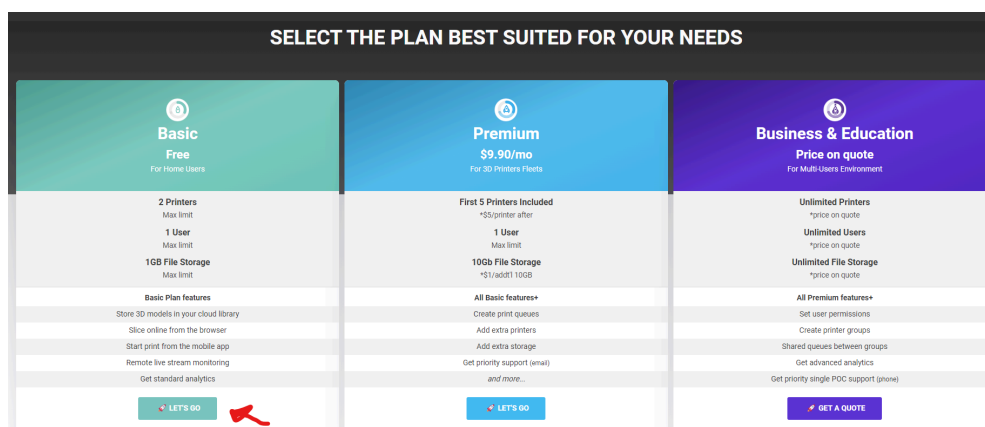 SELECT THE PLAN BEST SUITED FOR YOUR NEEDS
Basic
Free
For Home Users
2 Printers
Max limit
1 User
Max limit
1GB File Storage
Max limit
Basic Plan features
Store 3D models in your cloud library
Slice online from the browser
Start print from the mobile app
Remote live stream monitoring
Get standard analytics
LET'S GO
Premium
$9.90/mo
For 3D Printers Fleets
First 5 Printers Included
*$5/printer after
1 User
Max limit
10Gb File Storage
*$1/addt'l 10GB
All Basic features+
Create print queues
Add extra printers
Add extra storage
Get priority support (email)
and more...
LET'S GO
Business & Education
Price on quote
For Multi-Users Environment
Unlimited Printers
*price on quote
Unlimited Users
*price on quote
Unlimited File Storage
*price on quote
All Premium features+
Set user permissions
Create printer groups
Shared queues between groups
Get advanced analytics
Get priority single POC support (phone)
GET A QUOTE